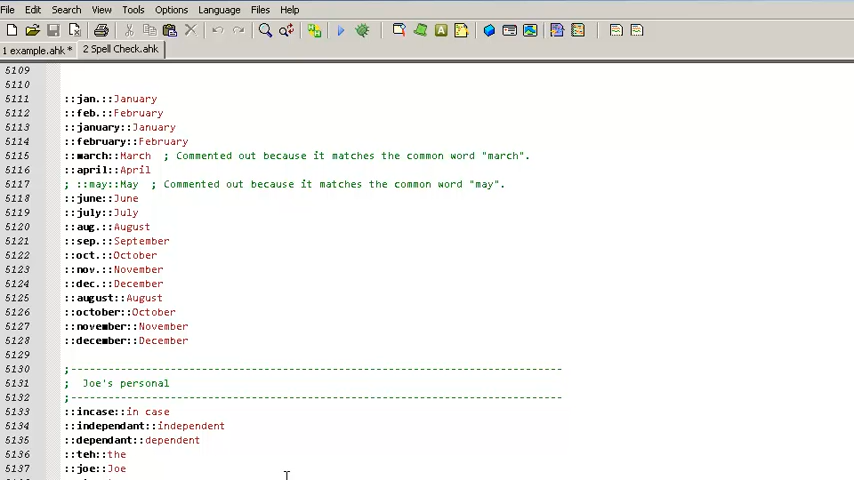 File Edit Search View Tools Options Language Files Help
1 example.ahk * 2 Spell Check.ahk
5109
5110
5111 ::jan.::January
5112 ::feb.::February
5113 ::january::January
5114 ::february::February
5115 ::march::March ; Commented out because it matches the common word "march".
5116 ::april::April
5117 ; ::may::May ; Commented out because it matches the common word "may".
5118 ::june::June
5119 ::july::July
5120 ::aug.::August
5121 ::sep.::September
5122 ::oct.::October
5123 ::nov.::November
5124 ::dec.::December
5125 ::august::August
5126 ::october::October
5127 ::november::November
5128 ::december::December
5129
5130 ;------------------------------------------------------------
5131 ; Joe's personal
5132 ;------------------------------------------------------------
5133 ::incase::in case
5134 ::independant::independent
5135 ::dependant::dependent
5136 ::teh::the
5137 ::joe::Joe